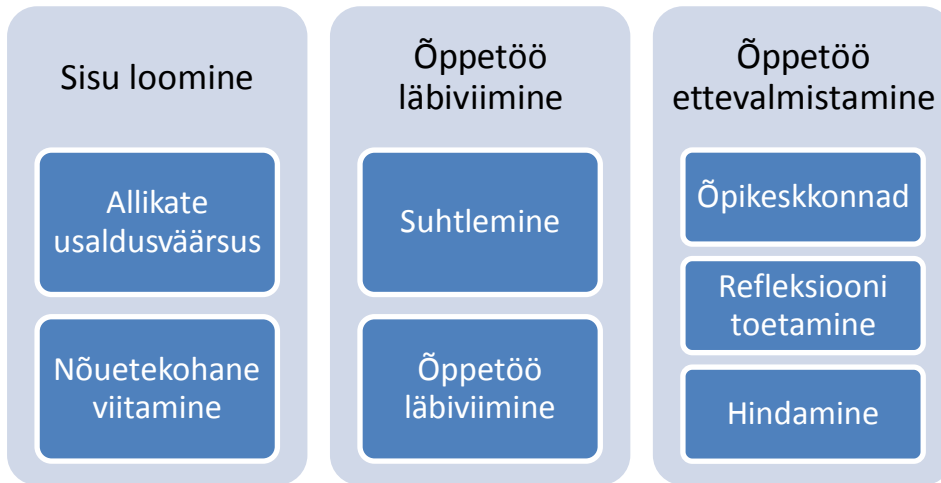 Sisu loomine
Allikate
usaldusväärsus
Nõuetekohane
viitamine
Õppetöö
läbiviimine
Suhtlemine
Õppetöö
läbiviimine
Õppetöö
ettevalmistamine
Õpikeskkonnad
Refleksiooni
toetamine
Hindamine